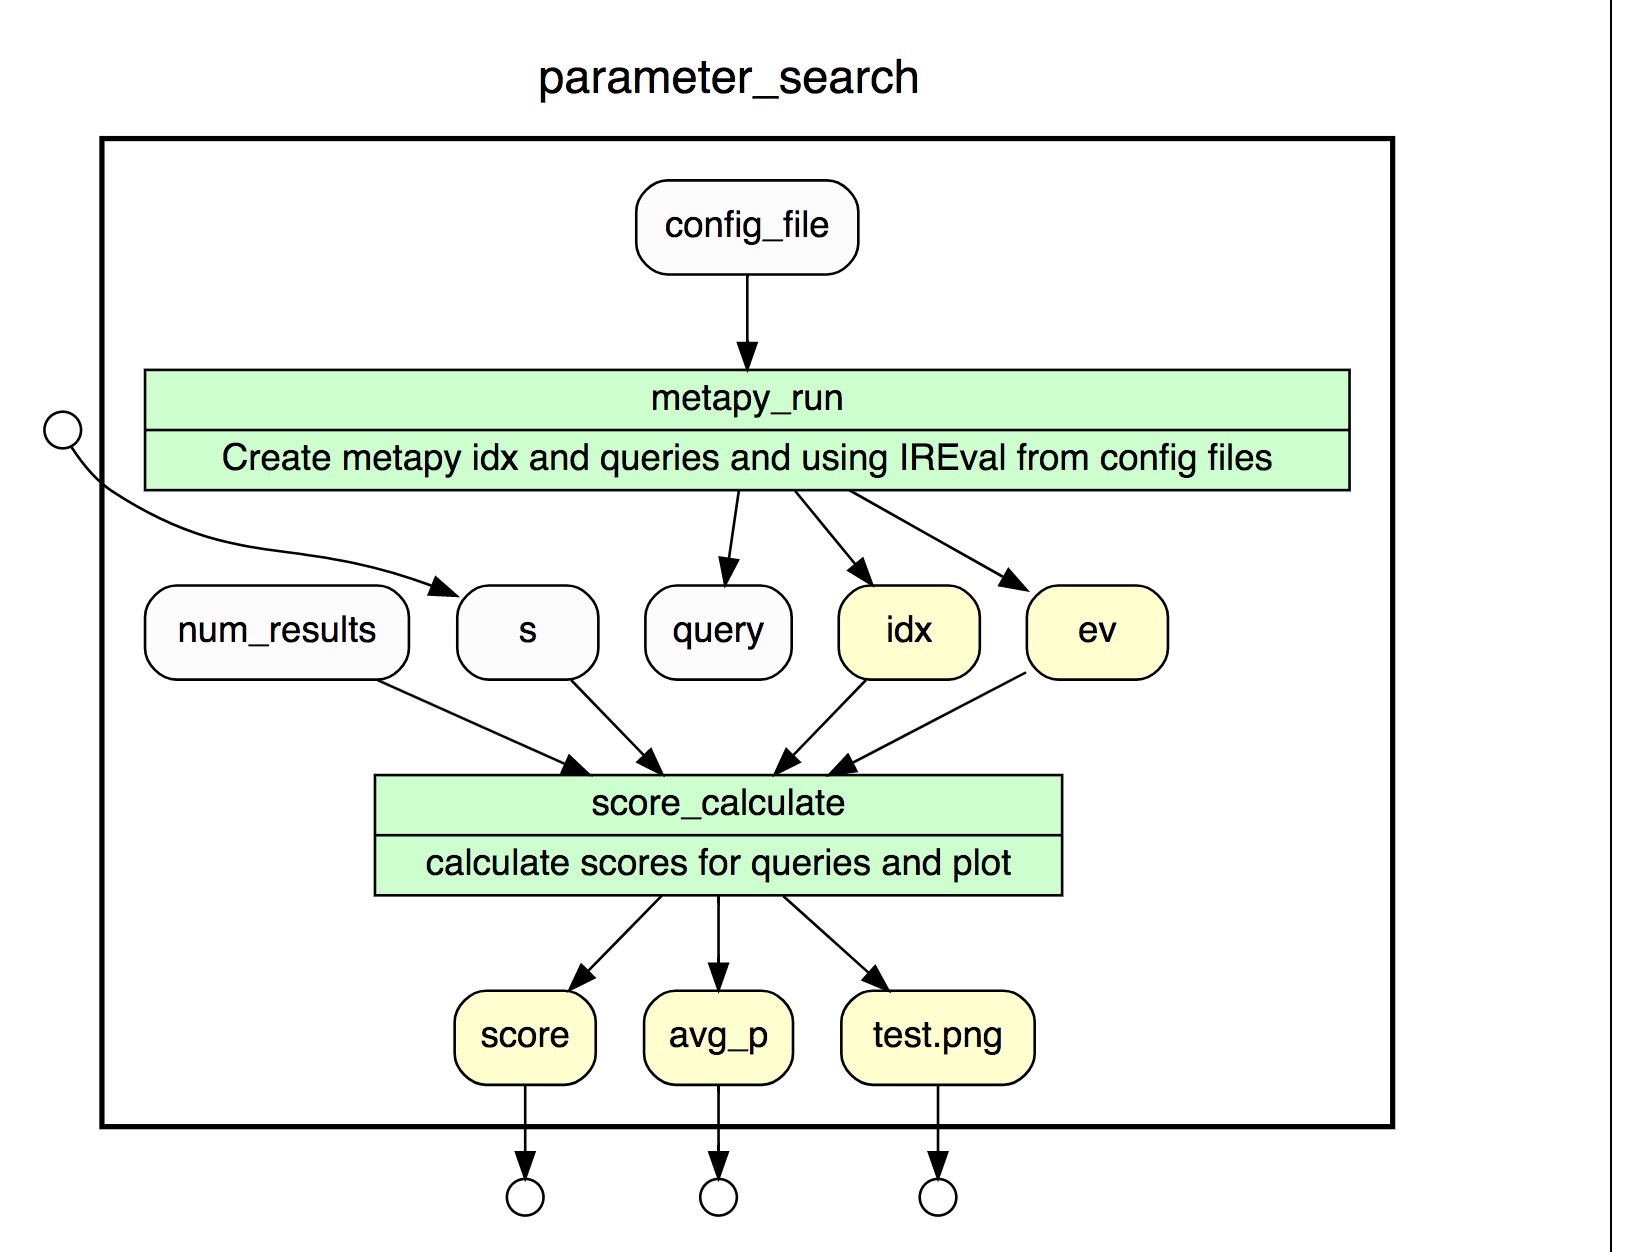 parameter_search
config_file
metapy_run
Create metapy idx and queries and using IREval from config files
num_results
s
query
idx
ev
score_calculate
calculate scores for queries and plot
score
avg_p
test.png